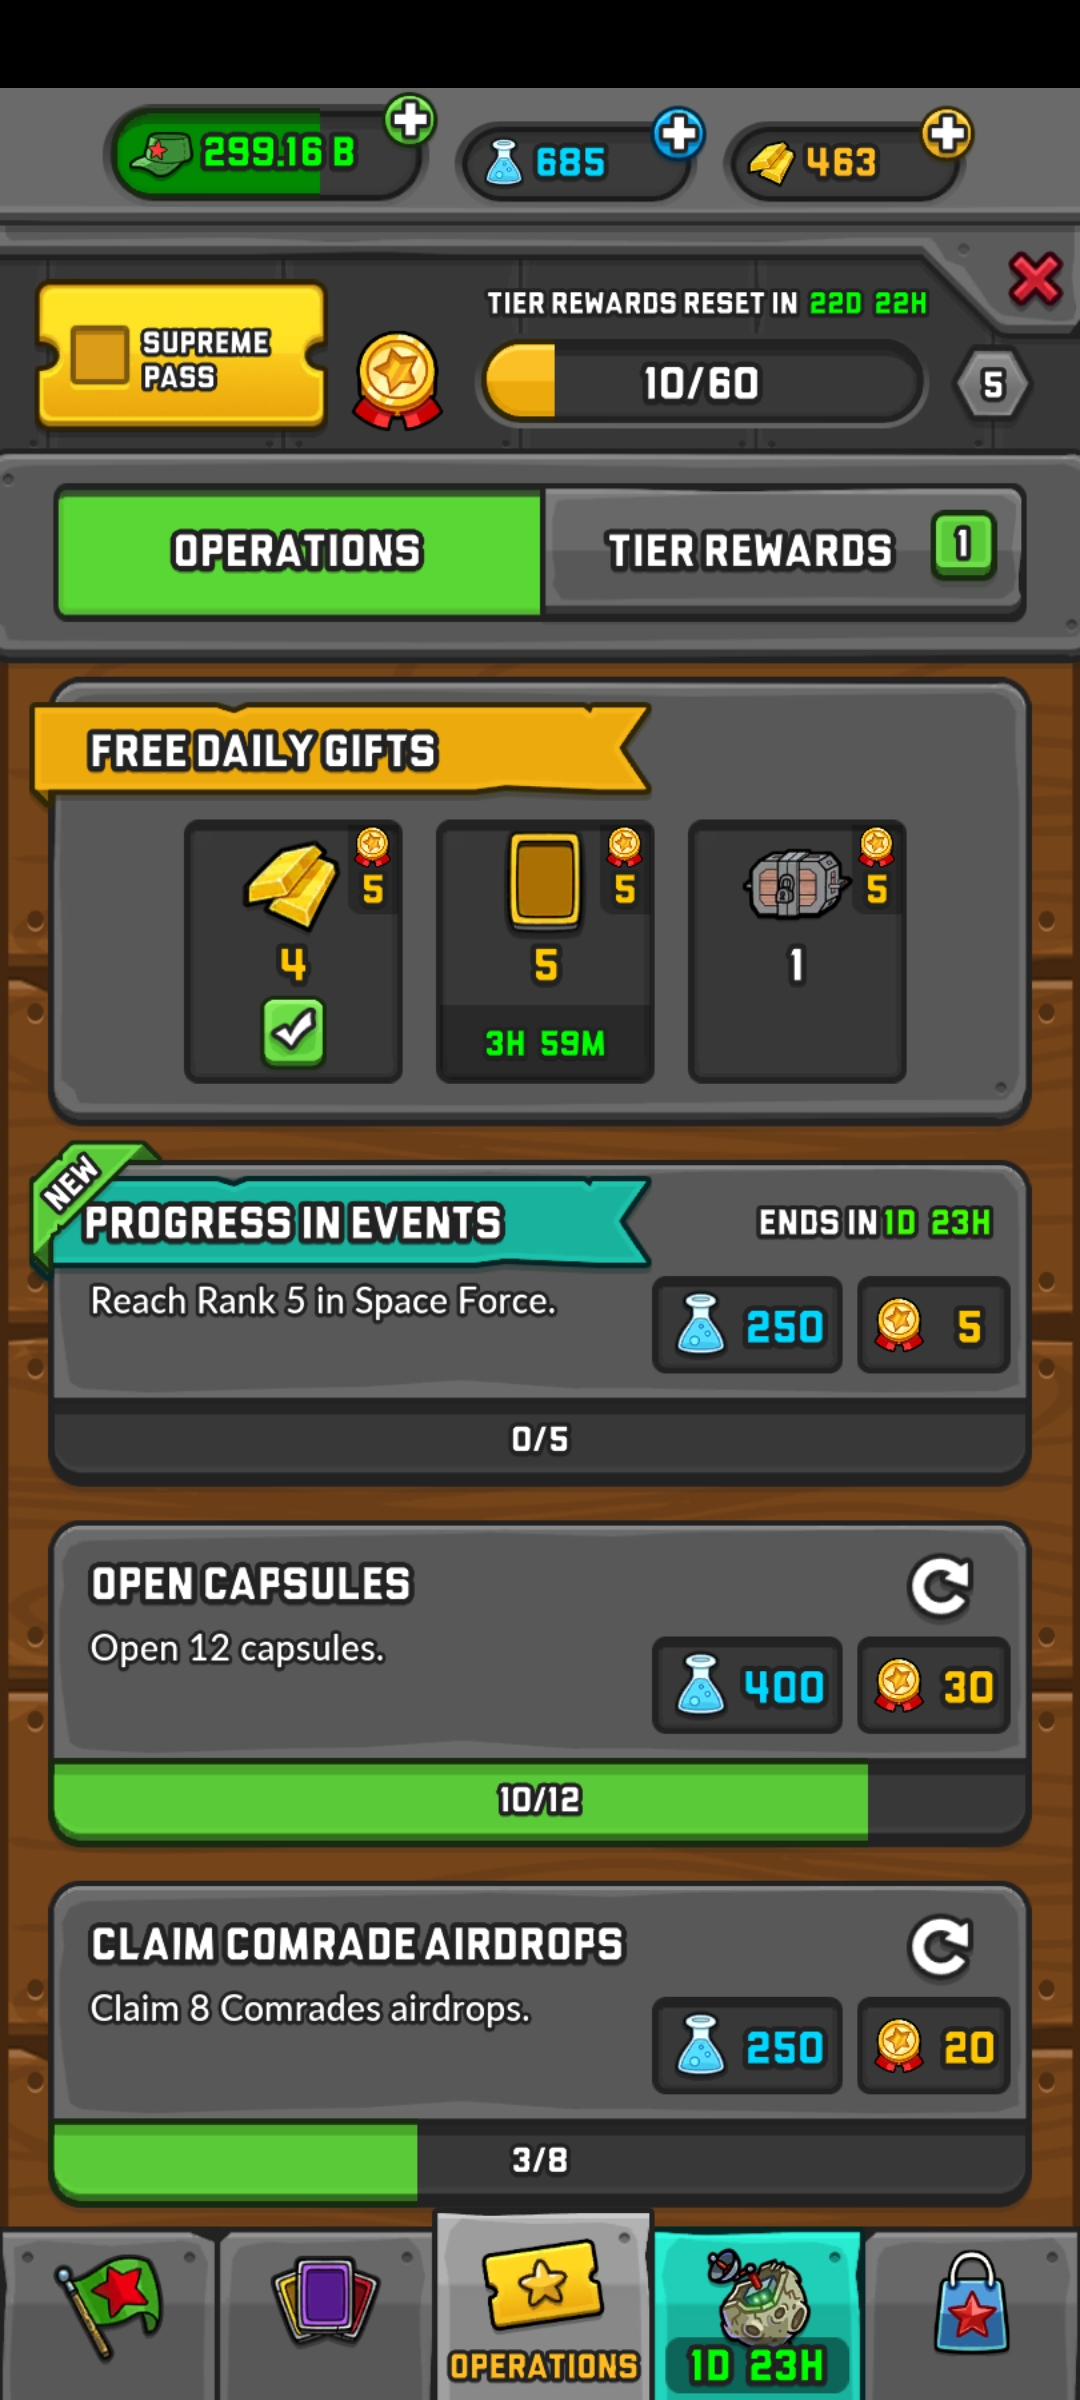 299.16 B
685
463
TIER REWARDS RESET IN 22D 22H
SUPREME
PASS
10/60
5
OPERATIONS
TIER REWARDS
1
FREE DAILY GIFTS
5
5
5
4
5
1
3H 59M
NEW
PROGRESS IN EVENTS
ENDS IN 1D 23H
Reach Rank 5 in Space Force.
250
5
0/5
OPEN CAPSULES
Open 12 capsules.
400
30
10/12
CLAIM COMRADE AIRDROPS
Claim 8 Comrades airdrops.
250
20
3/8
OPERATIONS
1D 23H